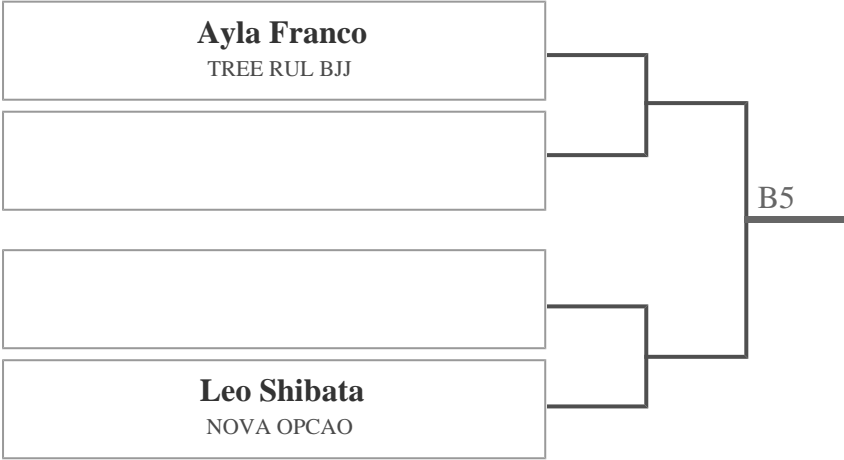 Ayla Franco
TREE RUL BJJ
B5
Leo Shibata
NOVA OPCAO